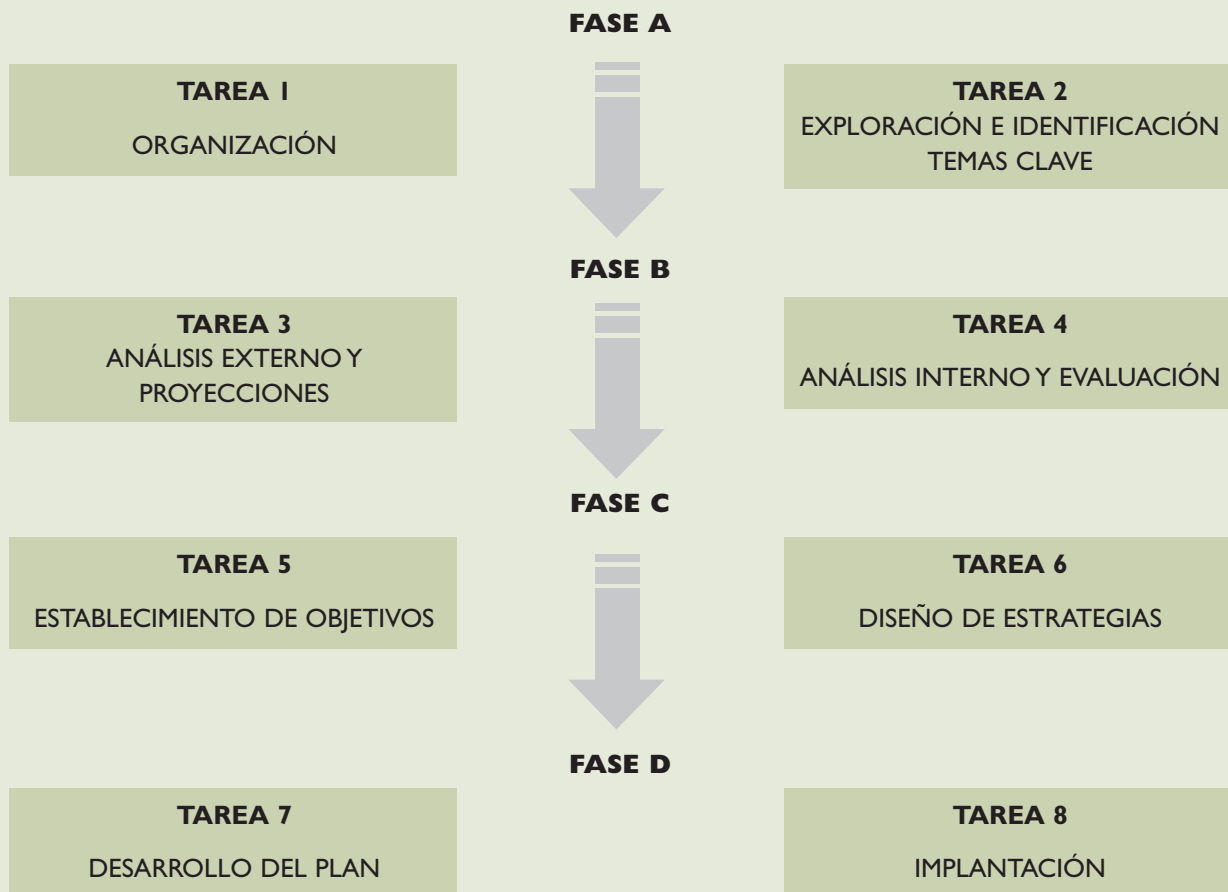 FASE A
TAREA 1
ORGANIZACIÓN
TAREA 2
EXPLORACIÓN E IDENTIFICACIÓN
TEMAS CLAVE
FASE B
TAREA 3
ANÁLISIS EXTERNO Y
PROYECCIONES
TAREA 4
ANÁLISIS INTERNO Y EVALUACIÓN
FASE C
TAREA 5
ESTABLECIMIENTO DE OBJETIVOS
TAREA 6
DISEÑO DE ESTRATEGIAS
FASE D
TAREA 7
DESARROLLO DEL PLAN
TAREA 8
IMPLANTACIÓN